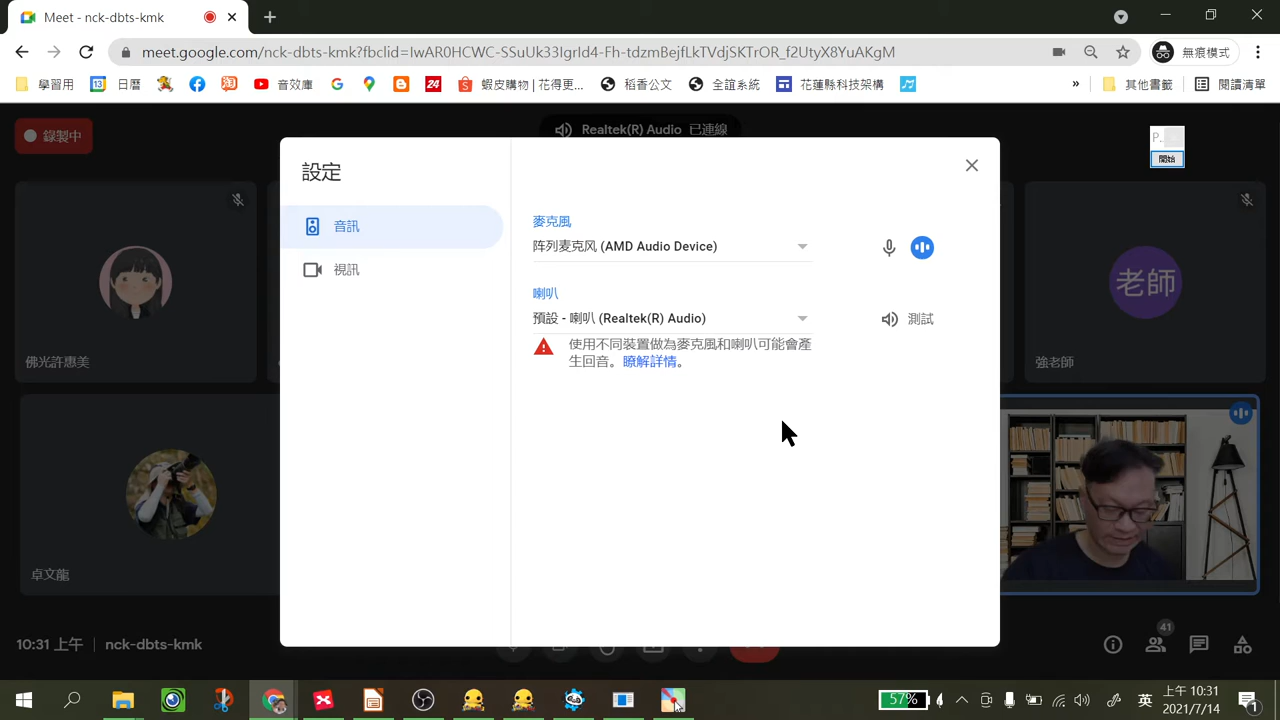 Meet - nck-dbts-kmk
meet.google.com/nck-dbts-kmk?fbclid=IwAR0HCWC-SSuUk33IgrId4-Fh-tdzmBejfLkTVdjSKTrOR_f2UtyX8YuAKgM
無痕模式
學習用
日曆
音效庫
蝦皮購物 | 花得更...
稻香公文
全誼系統
花蓮縣科技架構
»
其他書籤
閱讀清單
錄製中
Realtek(R) Audio 已連線
P.
開始
設定
音訊
視訊
麥克風
阵列麦克风 (AMD Audio Device)
喇叭
預設 - 喇叭 (Realtek(R) Audio)
測試
使用不同裝置做為麥克風和喇叭可能會產
生回音。瞭解詳情。
佛光許惠美
老師
強老師
卓文龍
10:31 上午 | nck-dbts-kmk
41
57%
英
上午 10:31
2021/7/14
1